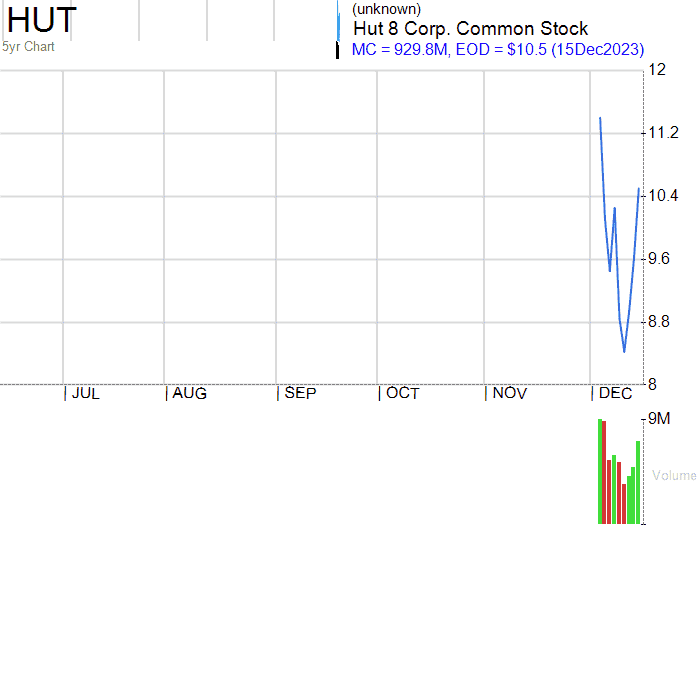 HUT
5yr Chart
(unknown)
Hut 8 Corp. Common Stock
MC = 929.8M, EOD = $10.5 (15Dec2023)
12
11.2
10.4
9.6
8.8
8
JUL AUG SEP OCT NOV DEC
9M
Volume